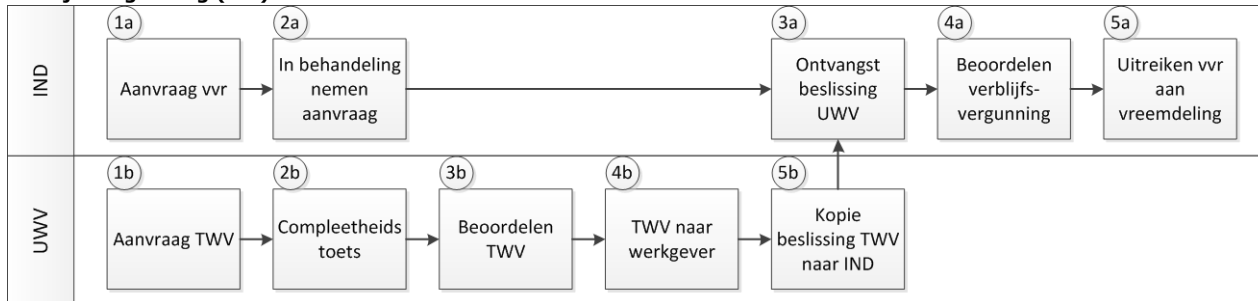 IND
1a
Aanvraag vvr
2a
In behandeling
nemen
aanvraag
3a
Ontvangst
beslissing
UWV
4a
Beoordelen
verblijfs-
vergunning
5a
Uitreiken vvr
aan
vreemdeling
UWV
1b
Aanvraag TWV
2b
Compleetheids
toets
3b
Beoordelen
TWV
4b
TWV naar
werkgever
5b
Kopie
beslissing TWV
naar IND